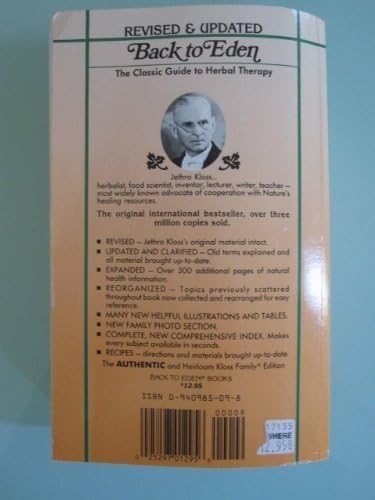 REVISED & UPDATED
Back to Eden
The Classic Guide to Herbal Therapy
Jethro Kloss...
herbalist, food scientist, inventor, lecturer, writer, teacher —
most widely known advocate of cooperation with Nature's
healing resources.
The original international bestseller, over three
million copies sold.
■ REVISED – Jethro Kloss's original material intact.
■ UPDATED AND CLARIFIED – Old terms explained and
all material brought up-to-date.
■ EXPANDED – Over 300 additional pages of natural
health information.
■ REORGANIZED – Topics previously scattered
throughout book now collected and rearranged for easy
reference.
■ MANY NEW HELPFUL ILLUSTRATIONS AND TABLES.
■ NEW FAMILY PHOTO SECTION.
■ COMPLETE, NEW COMPREHENSIVE INDEX. Makes
every subject available in seconds.
■ RECIPES – directions and materials brought up-to-date.
The AUTHENTIC and Heirloom Kloss Family® Edition
BACK TO EDEN® BOOKS
$12.95
ISBN 0-940985-09-8
00009
17155
WHERE
12.95